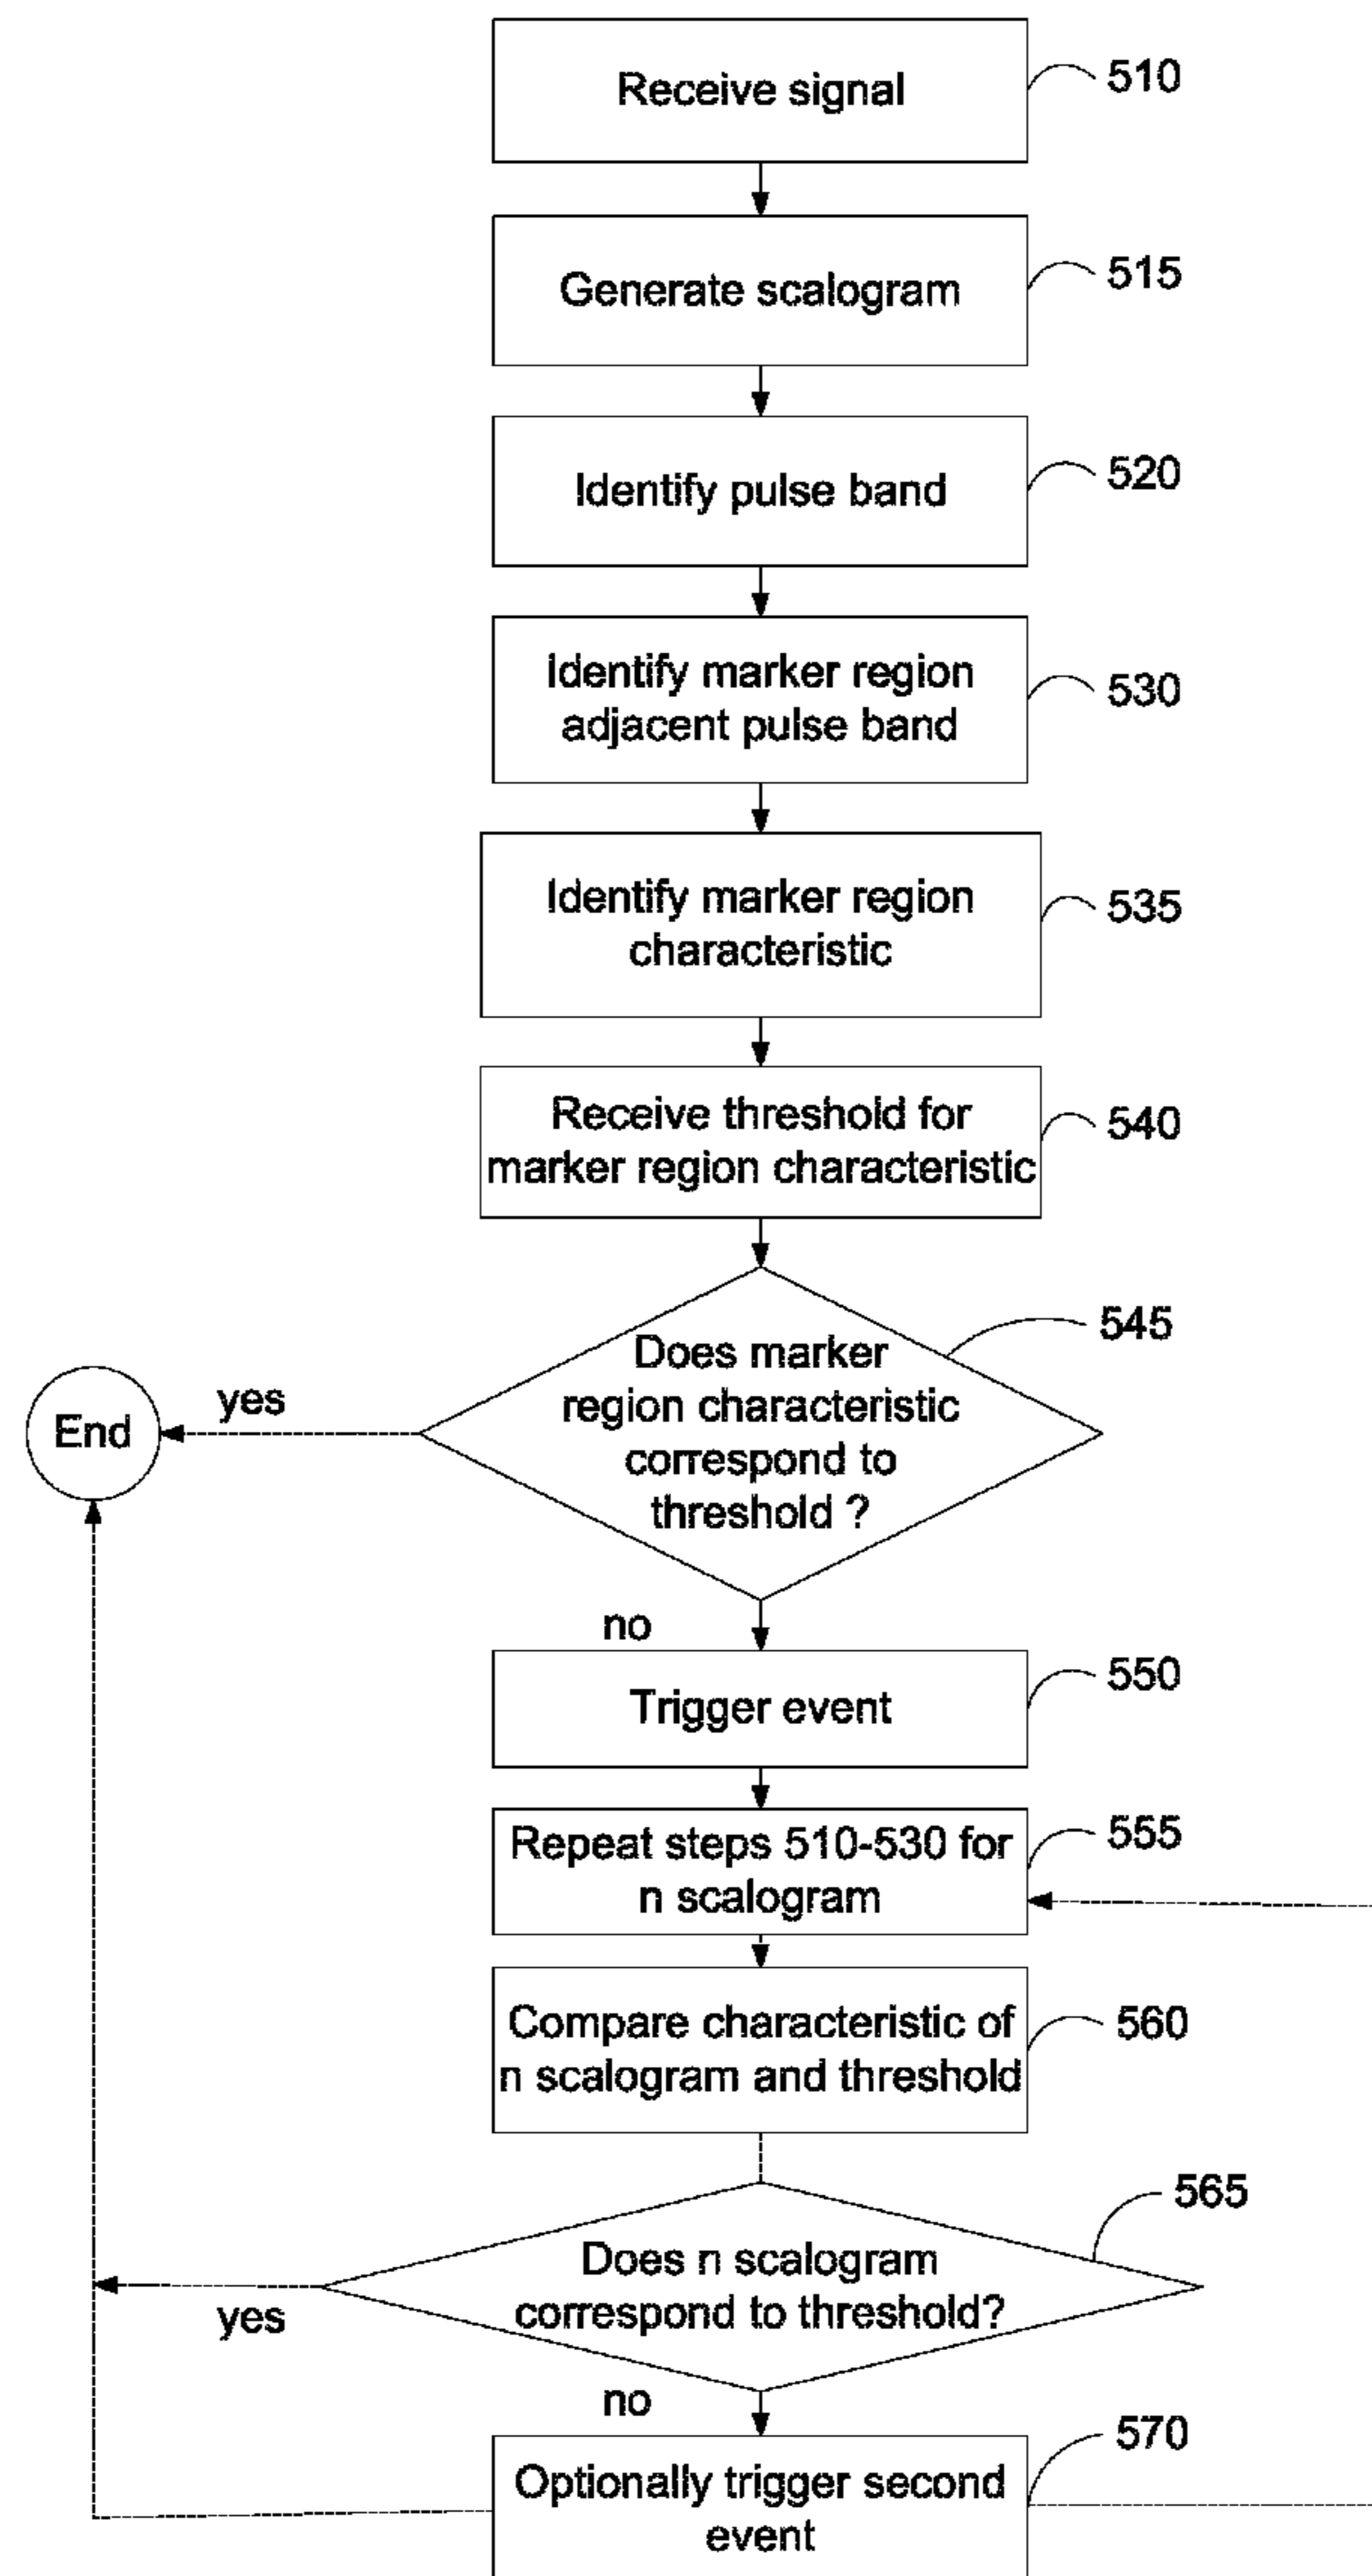 Receive signal
510
Generate scalogram
515
Identify pulse band
520
Identify marker region
adjacent pulse band
530
Identify marker region
characteristic
535
Receive threshold for
marker region characteristic
540
Does marker
region characteristic
correspond to
threshold ?
545
yes
End
no
Trigger event
550
Repeat steps 510-530 for
n scalogram
555
Compare characteristic of
n scalogram and threshold
560
Does n scalogram
correspond to threshold?
565
yes
no
Optionally trigger second
event
570